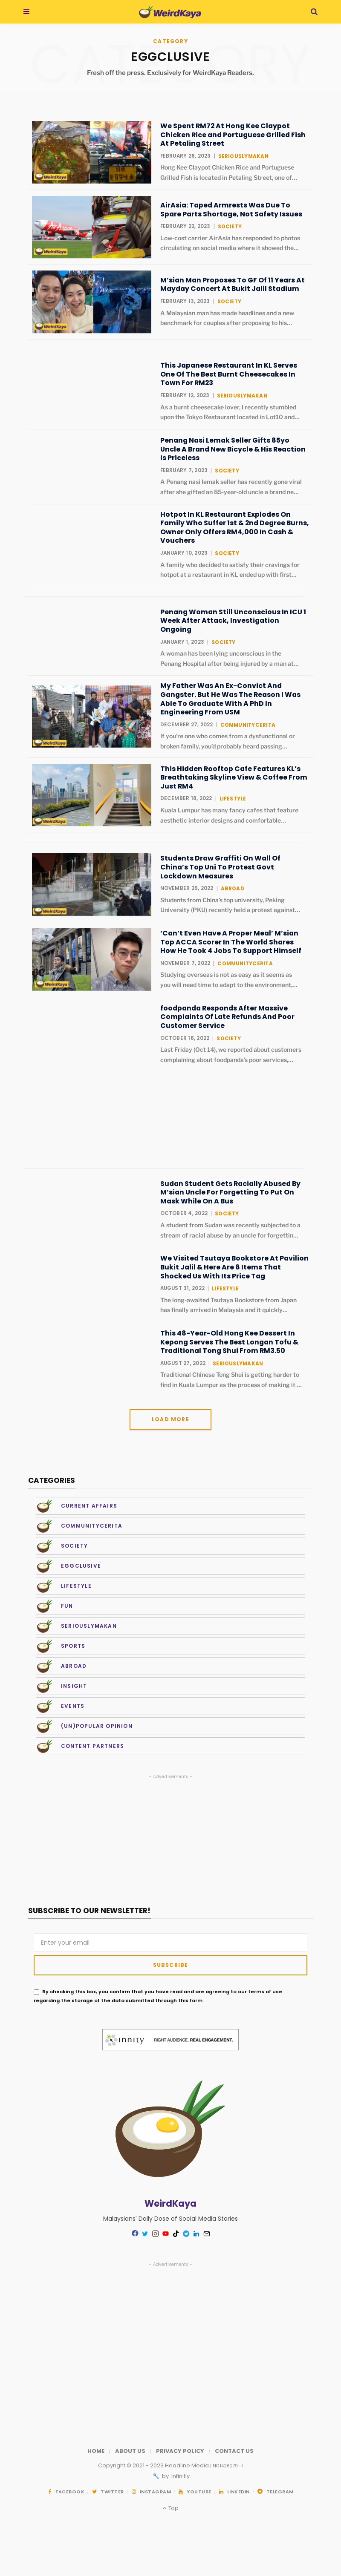 WeirdKaya
CATEGORY
CATEGORY
EGGCLUSIVE
Fresh off the press. Exclusively for WeirdKaya Readers.
We Spent RM72 At Hong Kee Claypot
Chicken Rice and Portuguese Grilled Fish
At Petaling Street
FEBRUARY 26, 2023 | SERIOUSLYMAKAN
Hong Kee Claypot Chicken Rice and Portuguese
Grilled Fish is located in Petaling Street, one of…
WeirdKaya
AirAsia: Taped Armrests Was Due To
Spare Parts Shortage, Not Safety Issues
FEBRUARY 22, 2023 | SOCIETY
Low-cost carrier AirAsia has responded to photos
circulating on social media where it showed the…
WeirdKaya
M'sian Man Proposes To GF Of 11 Years At
Mayday Concert At Bukit Jalil Stadium
FEBRUARY 13, 2023 | SOCIETY
A Malaysian man has made headlines and a new
benchmark for couples after proposing to his…
WeirdKaya
This Japanese Restaurant In KL Serves
One Of The Best Burnt Cheesecakes In
Town For RM23
FEBRUARY 12, 2023 | SERIOUSLYMAKAN
As a burnt cheesecake lover, I recently stumbled
upon the Tokyo Restaurant located in Lot10 and…
Penang Nasi Lemak Seller Gifts 85yo
Uncle A Brand New Bicycle & His Reaction
Is Priceless
FEBRUARY 7, 2023 | SOCIETY
A Penang nasi lemak seller has recently gone viral
after she gifted an 85-year-old uncle a brand ne…
Hotpot In KL Restaurant Explodes On
Family Who Suffer 1st & 2nd Degree Burns,
Owner Only Offers RM4,000 In Cash &
Vouchers
JANUARY 10, 2023 | SOCIETY
A family who decided to satisfy their cravings for
hotpot at a restaurant in KL ended up with first…
Penang Woman Still Unconscious In ICU 1
Week After Attack, Investigation
Ongoing
JANUARY 1, 2023 | SOCIETY
A woman has been lying unconscious in the
Penang Hospital after being injured by a man at…
My Father Was An Ex-Convict And
Gangster. But He Was The Reason I Was
Able To Graduate With A PhD In
Engineering From USM
DECEMBER 27, 2022 | COMMUNITYCERITA
If you're one who comes from a dysfunctional or
broken family, you'd probably heard passing…
WeirdKaya
This Hidden Rooftop Cafe Features KL's
Breathtaking Skyline View & Coffee From
Just RM4
DECEMBER 18, 2022 | LIFESTYLE
Kuala Lumpur has many fancy cafes that feature
aesthetic interior designs and comfortable…
WeirdKaya
Students Draw Graffiti On Wall Of
China's Top Uni To Protest Govt
Lockdown Measures
NOVEMBER 29, 2022 | ABROAD
Students from China's top university, Peking
University (PKU) recently held a protest against…
WeirdKaya
'Can't Even Have A Proper Meal' M'sian
Top ACCA Scorer In The World Shares
How He Took 4 Jobs To Support Himself
NOVEMBER 7, 2022 | COMMUNITYCERITA
Studying overseas is not as easy as it seems as
you will need time to adapt to the environment,…
WeirdKaya
foodpanda Responds After Massive
Complaints Of Late Refunds And Poor
Customer Service
OCTOBER 18, 2022 | SOCIETY
Last Friday (Oct 14), we reported about customers
complaining about foodpanda's poor services,…
Sudan Student Gets Racially Abused By
M'sian Uncle For Forgetting To Put On
Mask While On A Bus
OCTOBER 4, 2022 | SOCIETY
A student from Sudan was recently subjected to a
stream of racial abuse by an uncle for forgettin…
We Visited Tsutaya Bookstore At Pavilion
Bukit Jalil & Here Are 8 Items That
Shocked Us With Its Price Tag
AUGUST 31, 2022 | LIFESTYLE
The long-awaited Tsutaya Bookstore from Japan
has finally arrived in Malaysia and it quickly…
This 48-Year-Old Hong Kee Dessert In
Kepong Serves The Best Longan Tofu &
Traditional Tong Shui From RM3.50
AUGUST 27, 2022 | SERIOUSLYMAKAN
Traditional Chinese Tong Shui is getting harder to
find in Kuala Lumpur as the process of making it …
LOAD MORE
CATEGORIES
CURRENT AFFAIRS
COMMUNITYCERITA
SOCIETY
EGGCLUSIVE
LIFESTYLE
FUN
SERIOUSLYMAKAN
SPORTS
ABROAD
INSIGHT
EVENTS
(UN)POPULAR OPINION
CONTENT PARTNERS
- Advertisements -
SUBSCRIBE TO OUR NEWSLETTER!
Enter your email
SUBSCRIBE
By checking this box, you confirm that you have read and are agreeing to our terms of use
regarding the storage of the data submitted through this form.
innity RIGHT AUDIENCE. REAL ENGAGEMENT.
WeirdKaya
Malaysians' Daily Dose of Social Media Stories
- Advertisements -
HOME / ABOUT US / PRIVACY POLICY / CONTACT US
by infinitly
FACEBOOK TWITTER INSTAGRAM YOUTUBE LINKEDIN TELEGRAM
Top